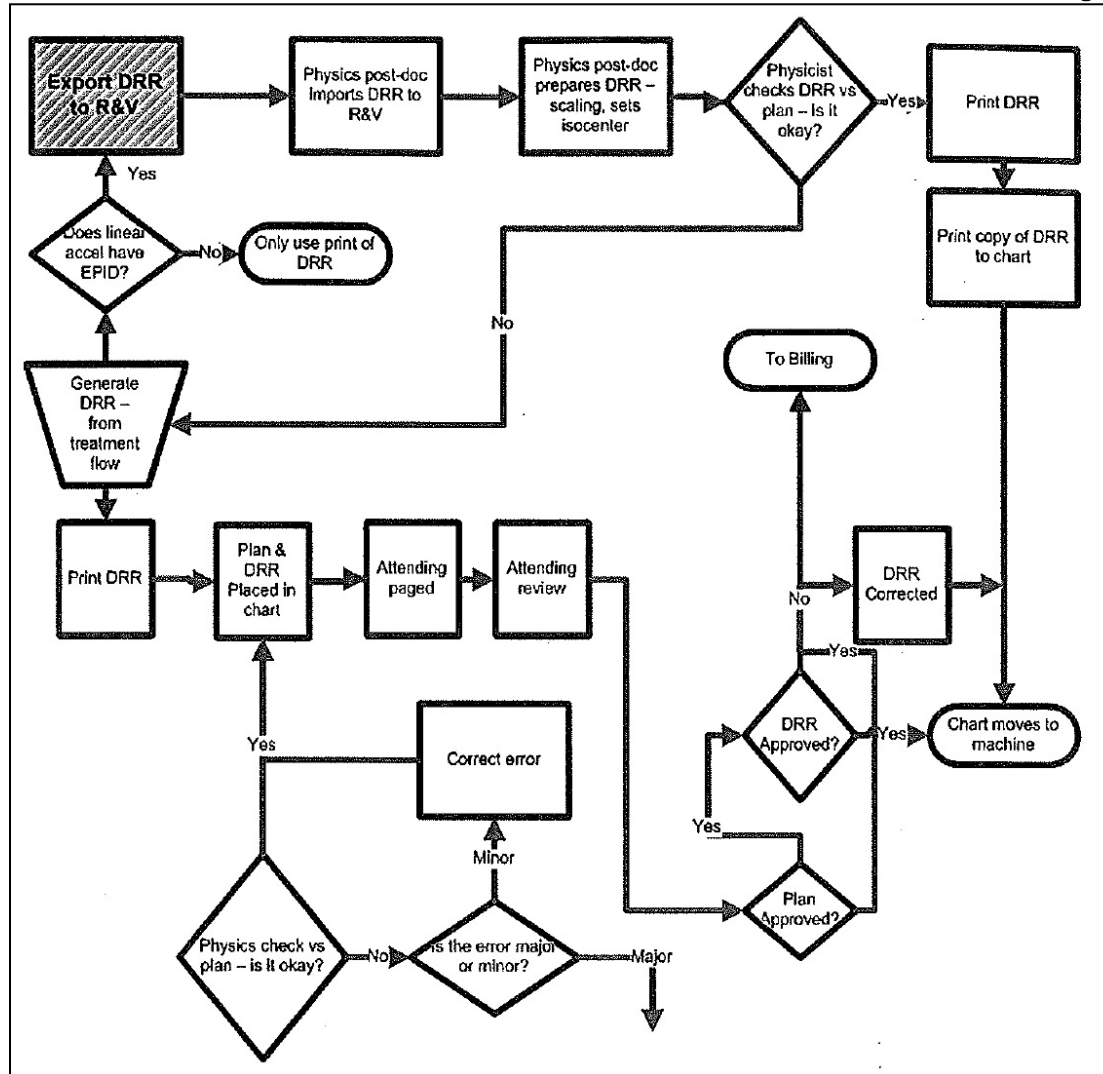 Export DRR
to R&V
Physics post-doc
Imports DRR to
R&V
Physics post-doc
prepares DRR –
scaling, sets
isocenter
Physicist
checks DRR vs
plan – Is it
okay?
Yes
Print DRR
Yes
Does linear
accel have
EPID?
No
Only use print of
DRR
Print copy of DRR
to chart
No
To Billing
Generate
DRR –
from
treatment
flow
Print DRR
Plan &
DRR
Placed in
chart
Attending
paged
Attending
review
No
DRR
Corrected
Yes
DRR
Approved?
Yes
Chart moves to
machine
Yes
Correct error
Yes
Minor
Plan
Approved?
Physics check vs
plan – is it okay?
No
Is the error major
or minor?
Major